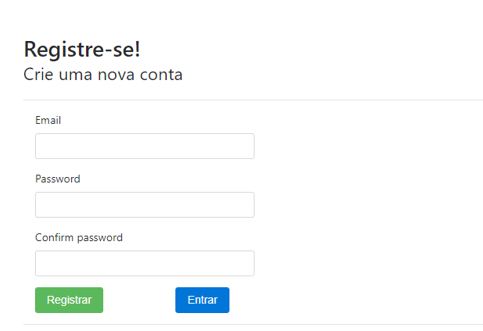 Registre-se!
Crie uma nova conta
Email
Password
Confirm password
Registrar Entrar